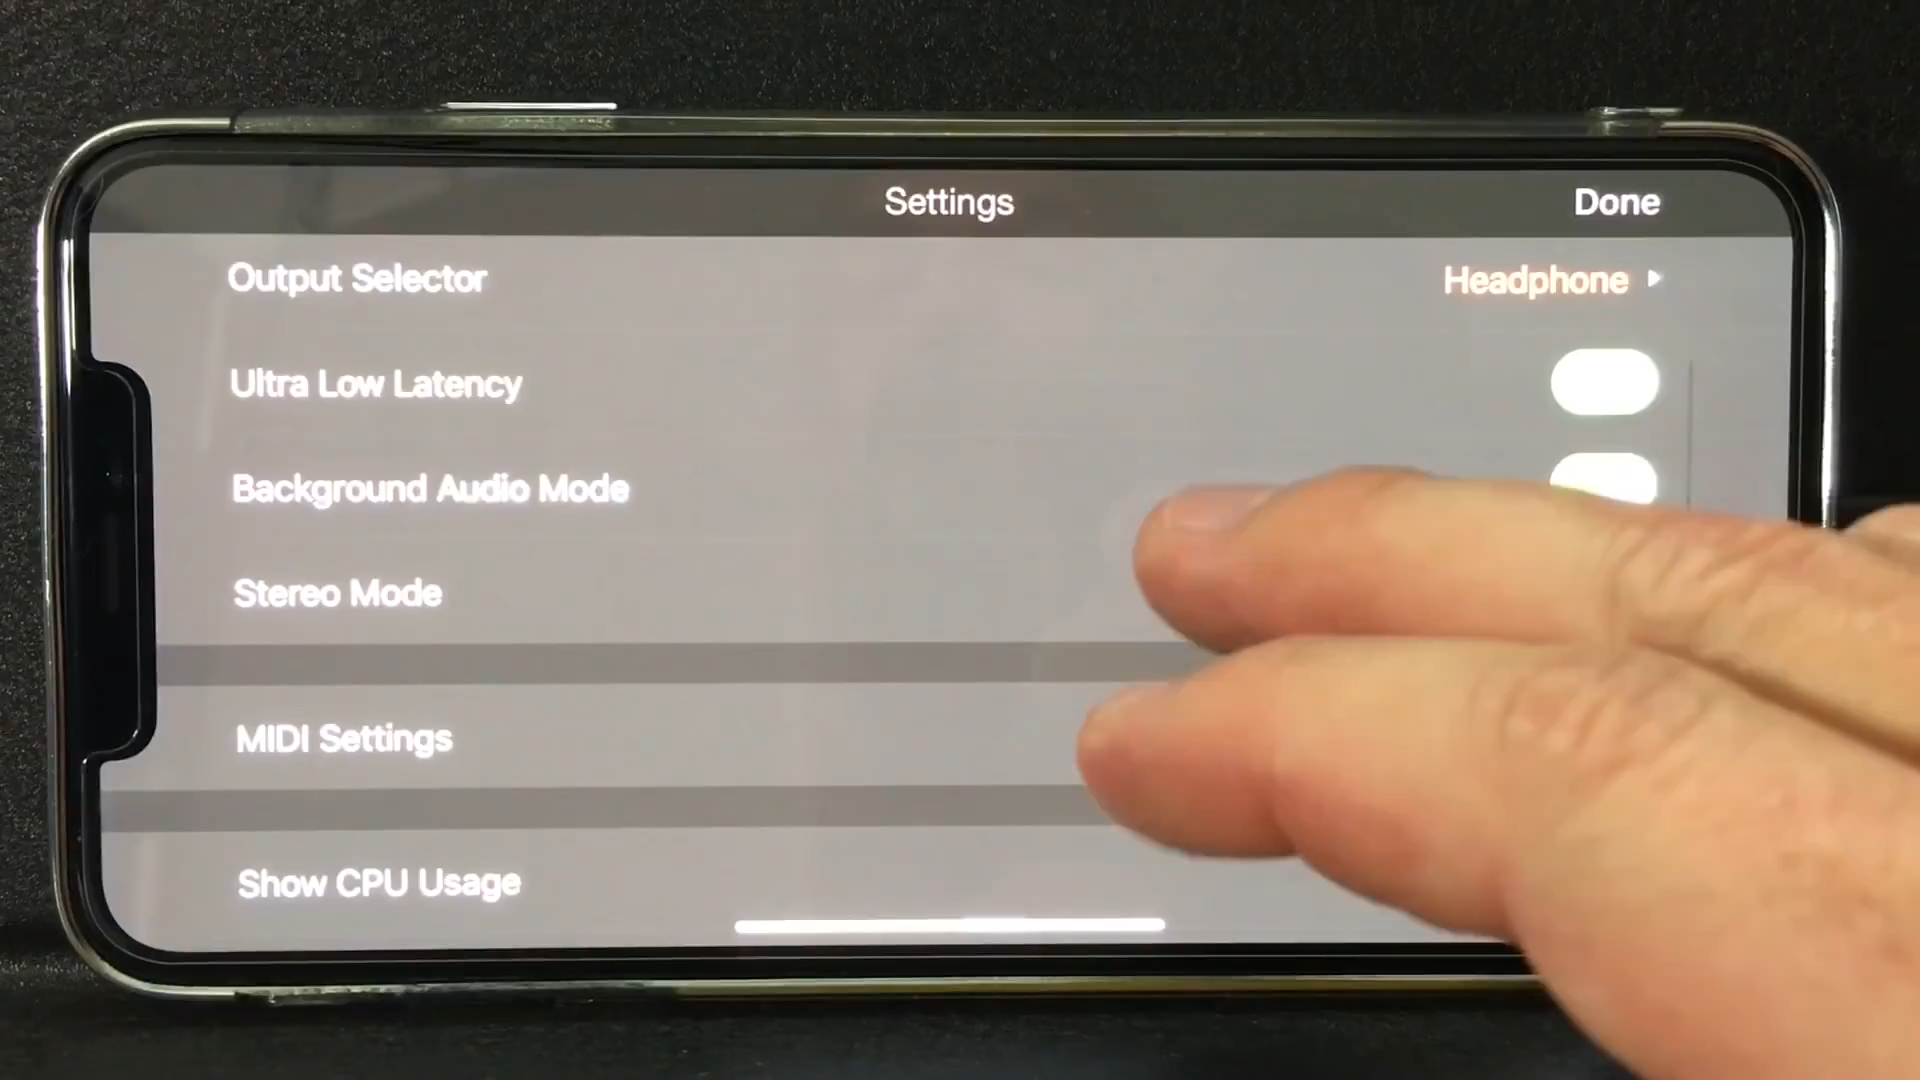 Settings
Done
Output Selector
Headphone
Ultra Low Latency
Background Audio Mode
Stereo Mode
MIDI Settings
Show CPU Usage